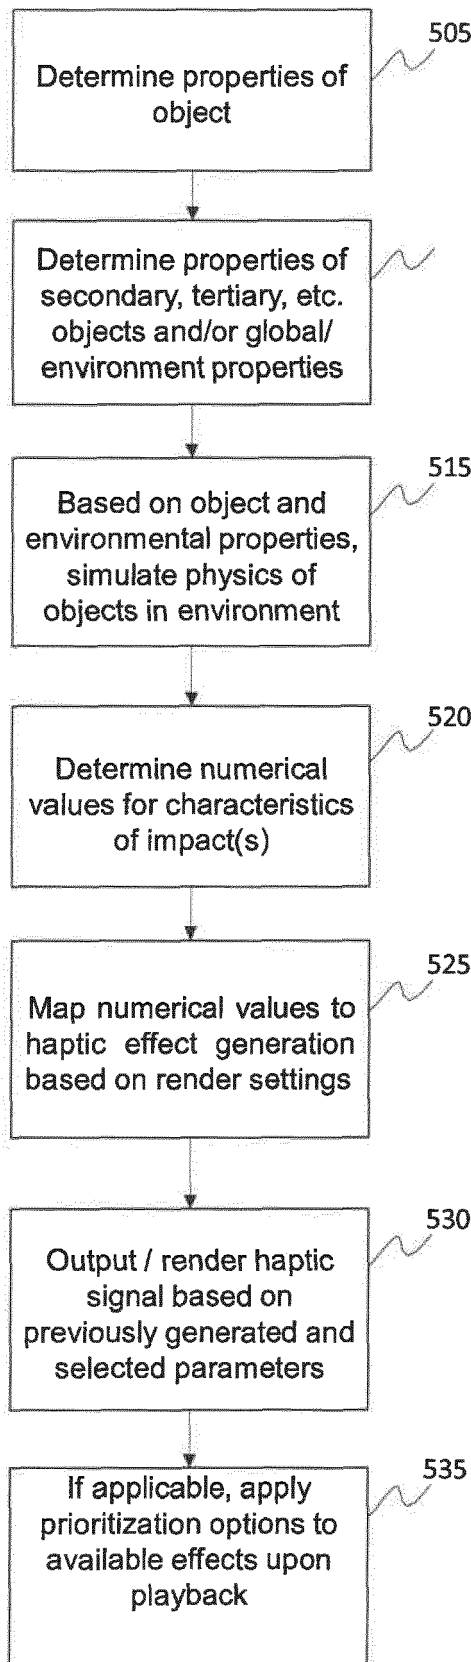 505
Determine properties of
object
Determine properties of
secondary, tertiary, etc.
objects and/or global/
environment properties
515
Based on object and
environmental properties,
simulate physics of
objects in environment
520
Determine numerical
values for characteristics
of impact(s)
525
Map numerical values to
haptic effect generation
based on render settings
530
Output / render haptic
signal based on
previously generated and
selected parameters
535
If applicable, apply
prioritization options to
available effects upon
playback